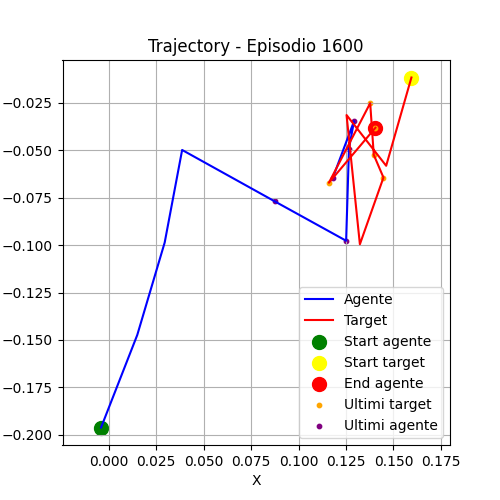 Trajectory - Episodio 1600
−0.025
−0.050
−0.075
−0.100
−0.125
−0.150
−0.175
−0.200
Agente
Target
Start agente
Start target
End agente
Ultimi target
Ultimi agente
0.000 0.025 0.050 0.075 0.100 0.125 0.150 0.175
X